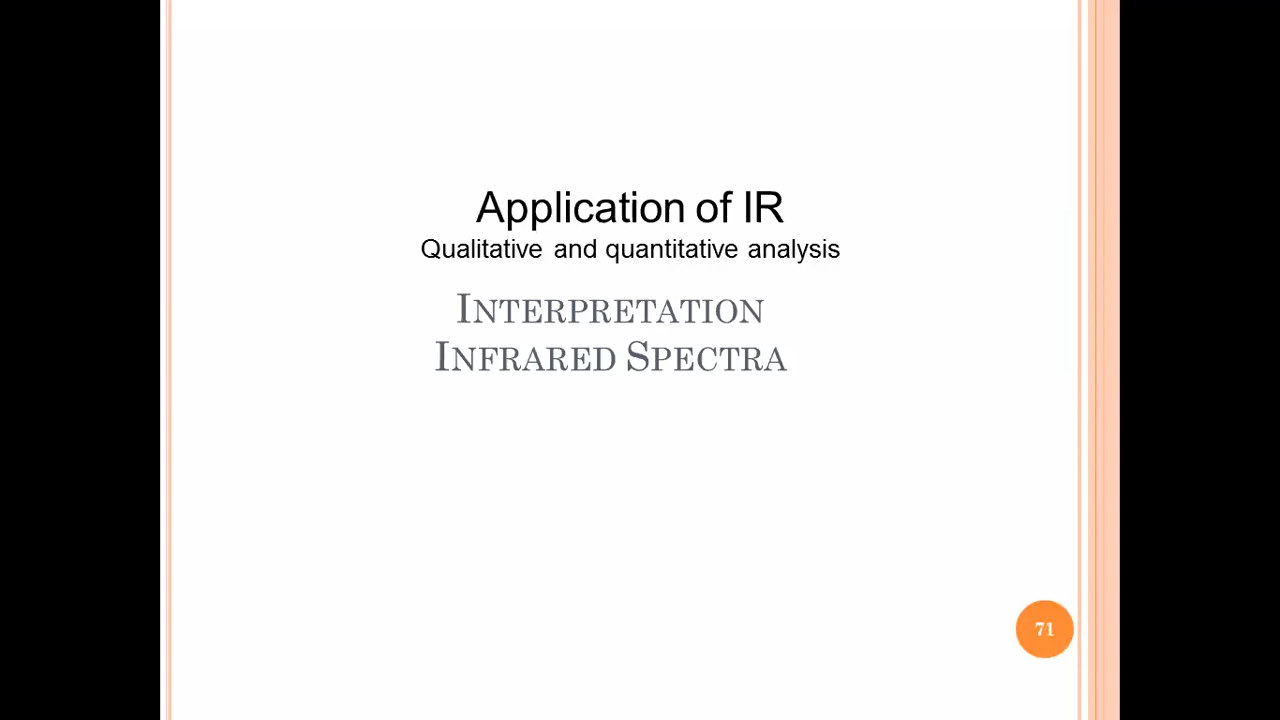 Application of IR
Qualitative and quantitative analysis
INTERPRETATION
INFRARED SPECTRA
71